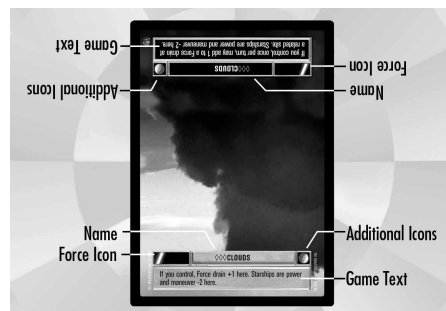 If you control, once per turn, may add 1 to a Force drain at
a related site. Starships are power and maneuver -2 here.
◊◊◊CLOUDS
Game Text
Force Icon
Additional Icons
Name
Name
Additional Icons
Force Icon
◊◊◊CLOUDS
Game Text
If you control, Force drain +1 here. Starships are power
and maneuver -2 here.